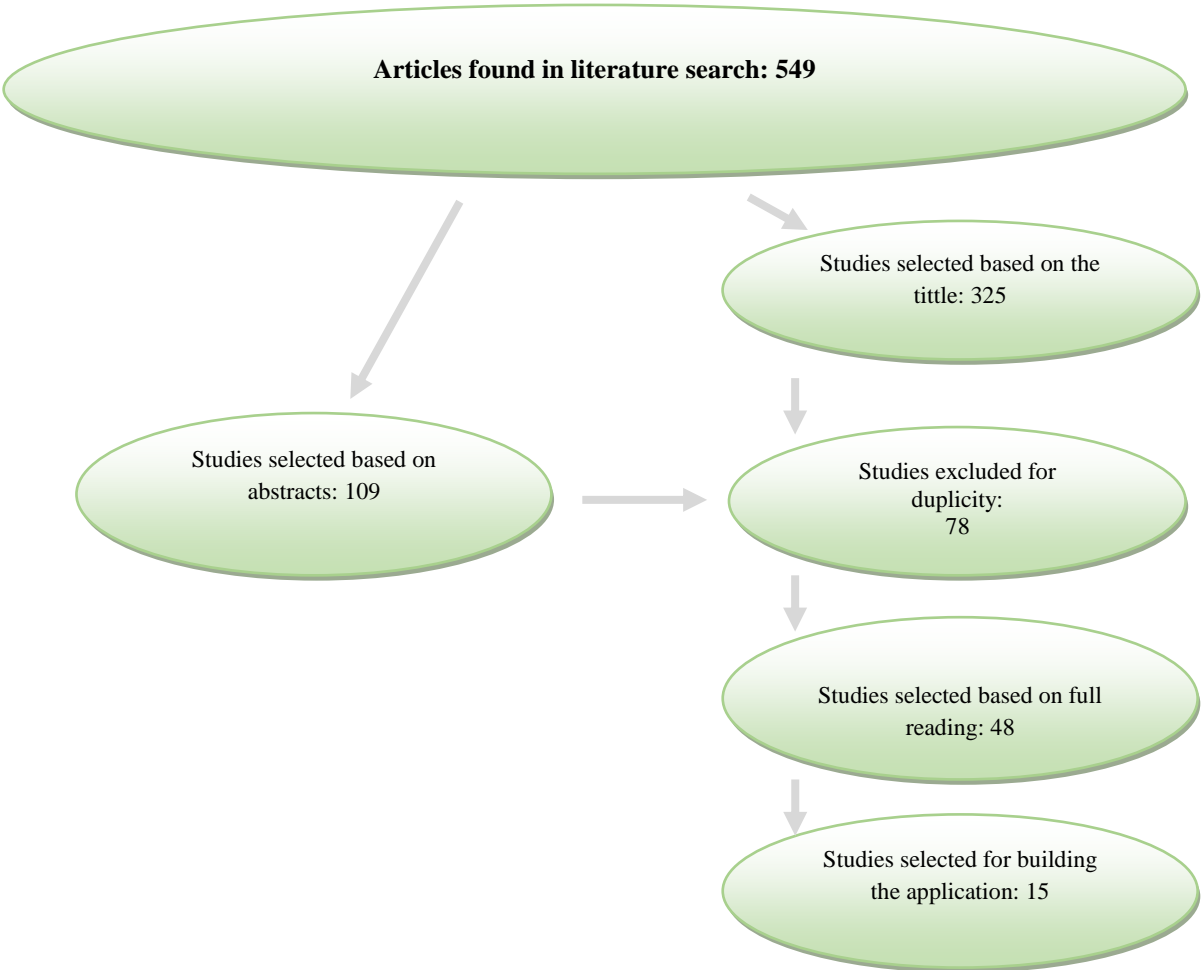 Articles found in literature search: 549
Studies selected based on the
tittle: 325
Studies selected based on
abstracts: 109
Studies excluded for
duplicity:
78
Studies selected based on full
reading: 48
Studies selected for building
the application: 15